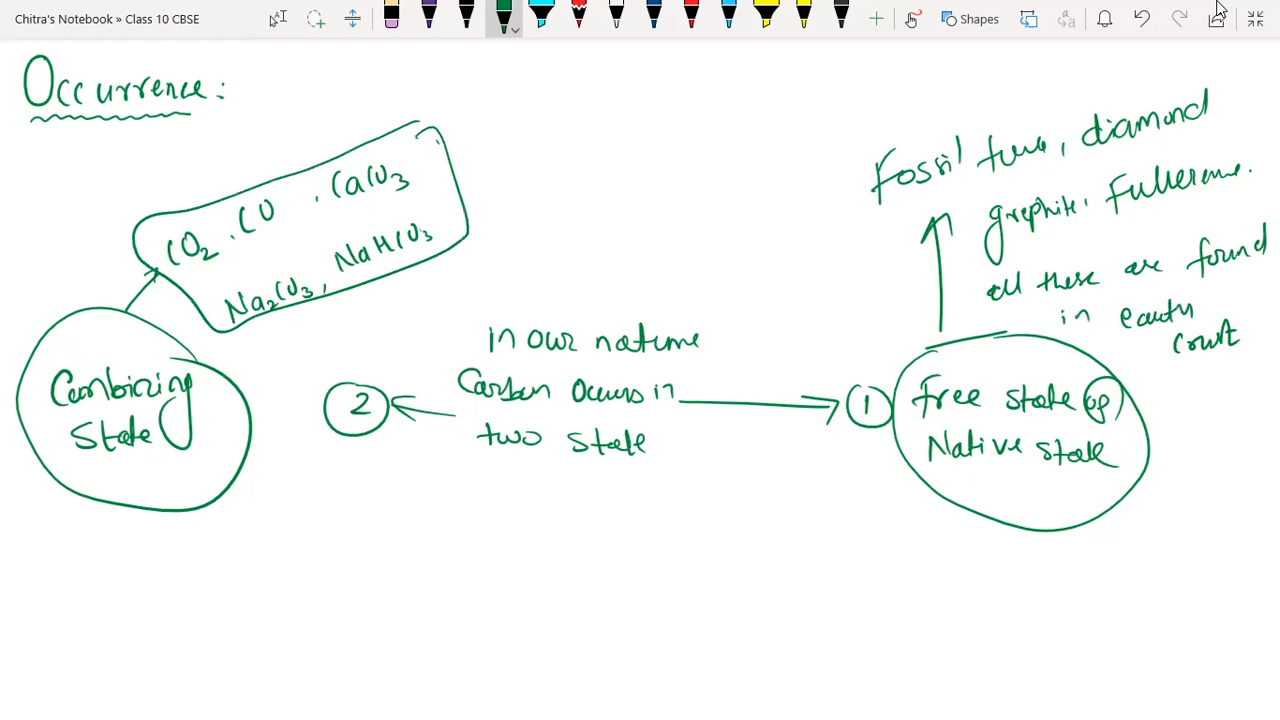 Chitra's Notebook » Class 10 CBSE
Shapes
Occurrence:
CO2, CO, CaCO3
Na2CO3, NaHCO3
Combining
State
2
in our nature
Carbon Occurs in
two state
1
Free state (or)
Native state
Fossil fuel, diamond
graphite, Fullerene.
all these are found
in earth
crust